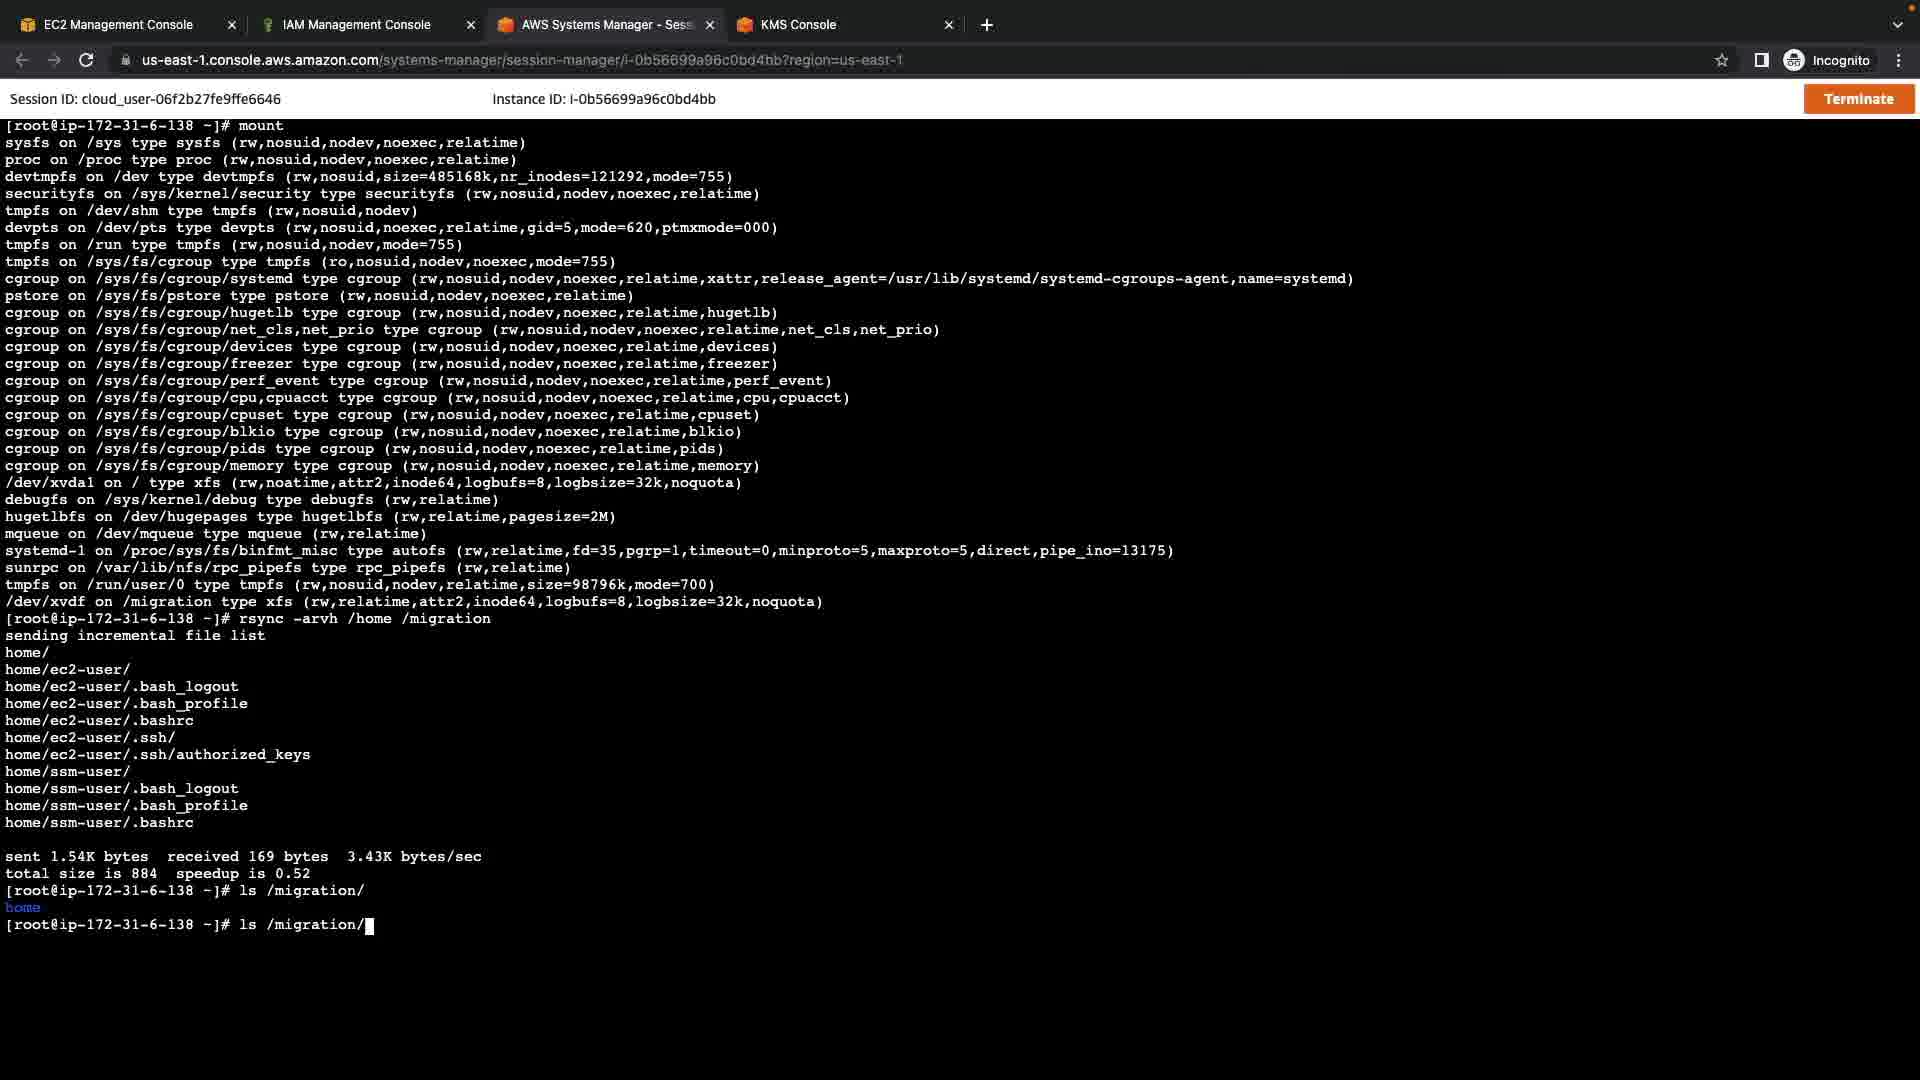 EC2 Management Console
IAM Management Console
AWS Systems Manager - Sess
KMS Console
us-east-1.console.aws.amazon.com/systems-manager/session-manager/i-0b56699a96c0bd4bb?region=us-east-1
Incognito
Session ID: cloud_user-06f2b27fe9ffe6646
Instance ID: i-0b56699a96c0bd4bb
Terminate
[root@ip-172-31-6-138 ~]# mount
sysfs on /sys type sysfs (rw,nosuid,nodev,noexec,relatime)
proc on /proc type proc (rw,nosuid,nodev,noexec,relatime)
devtmpfs on /dev type devtmpfs (rw,nosuid,size=485168k,nr_inodes=121292,mode=755)
securityfs on /sys/kernel/security type securityfs (rw,nosuid,nodev,noexec,relatime)
tmpfs on /dev/shm type tmpfs (rw,nosuid,nodev)
devpts on /dev/pts type devpts (rw,nosuid,noexec,relatime,gid=5,mode=620,ptmxmode=000)
tmpfs on /run type tmpfs (rw,nosuid,nodev,mode=755)
tmpfs on /sys/fs/cgroup type tmpfs (ro,nosuid,nodev,noexec,mode=755)
cgroup on /sys/fs/cgroup/systemd type cgroup (rw,nosuid,nodev,noexec,relatime,xattr,release_agent=/usr/lib/systemd/systemd-cgroups-agent,name=systemd)
pstore on /sys/fs/pstore type pstore (rw,nosuid,nodev,noexec,relatime)
cgroup on /sys/fs/cgroup/hugetlb type cgroup (rw,nosuid,nodev,noexec,relatime,hugetlb)
cgroup on /sys/fs/cgroup/net_cls,net_prio type cgroup (rw,nosuid,nodev,noexec,relatime,net_cls,net_prio)
cgroup on /sys/fs/cgroup/devices type cgroup (rw,nosuid,nodev,noexec,relatime,devices)
cgroup on /sys/fs/cgroup/freezer type cgroup (rw,nosuid,nodev,noexec,relatime,freezer)
cgroup on /sys/fs/cgroup/perf_event type cgroup (rw,nosuid,nodev,noexec,relatime,perf_event)
cgroup on /sys/fs/cgroup/cpu,cpuacct type cgroup (rw,nosuid,nodev,noexec,relatime,cpu,cpuacct)
cgroup on /sys/fs/cgroup/cpuset type cgroup (rw,nosuid,nodev,noexec,relatime,cpuset)
cgroup on /sys/fs/cgroup/blkio type cgroup (rw,nosuid,nodev,noexec,relatime,blkio)
cgroup on /sys/fs/cgroup/pids type cgroup (rw,nosuid,nodev,noexec,relatime,pids)
cgroup on /sys/fs/cgroup/memory type cgroup (rw,nosuid,nodev,noexec,relatime,memory)
/dev/xvda1 on / type xfs (rw,noatime,attr2,inode64,logbufs=8,logbsize=32k,noquota)
debugfs on /sys/kernel/debug type debugfs (rw,relatime)
hugetlbfs on /dev/hugepages type hugetlbfs (rw,relatime,pagesize=2M)
mqueue on /dev/mqueue type mqueue (rw,relatime)
systemd-1 on /proc/sys/fs/binfmt_misc type autofs (rw,relatime,fd=35,pgrp=1,timeout=0,minproto=5,maxproto=5,direct,pipe_ino=13175)
sunrpc on /var/lib/nfs/rpc_pipefs type rpc_pipefs (rw,relatime)
tmpfs on /run/user/0 type tmpfs (rw,nosuid,nodev,relatime,size=98796k,mode=700)
/dev/xvdf on /migration type xfs (rw,relatime,attr2,inode64,logbufs=8,logbsize=32k,noquota)
[root@ip-172-31-6-138 ~]# rsync -arvh /home /migration
sending incremental file list
home/
home/ec2-user/
home/ec2-user/.bash_logout
home/ec2-user/.bash_profile
home/ec2-user/.bashrc
home/ec2-user/.ssh/
home/ec2-user/.ssh/authorized_keys
home/ssm-user/
home/ssm-user/.bash_logout
home/ssm-user/.bash_profile
home/ssm-user/.bashrc
sent 1.54K bytes  received 169 bytes  3.43K bytes/sec
total size is 884  speedup is 0.52
[root@ip-172-31-6-138 ~]# ls /migration/
home
[root@ip-172-31-6-138 ~]# ls /migration/